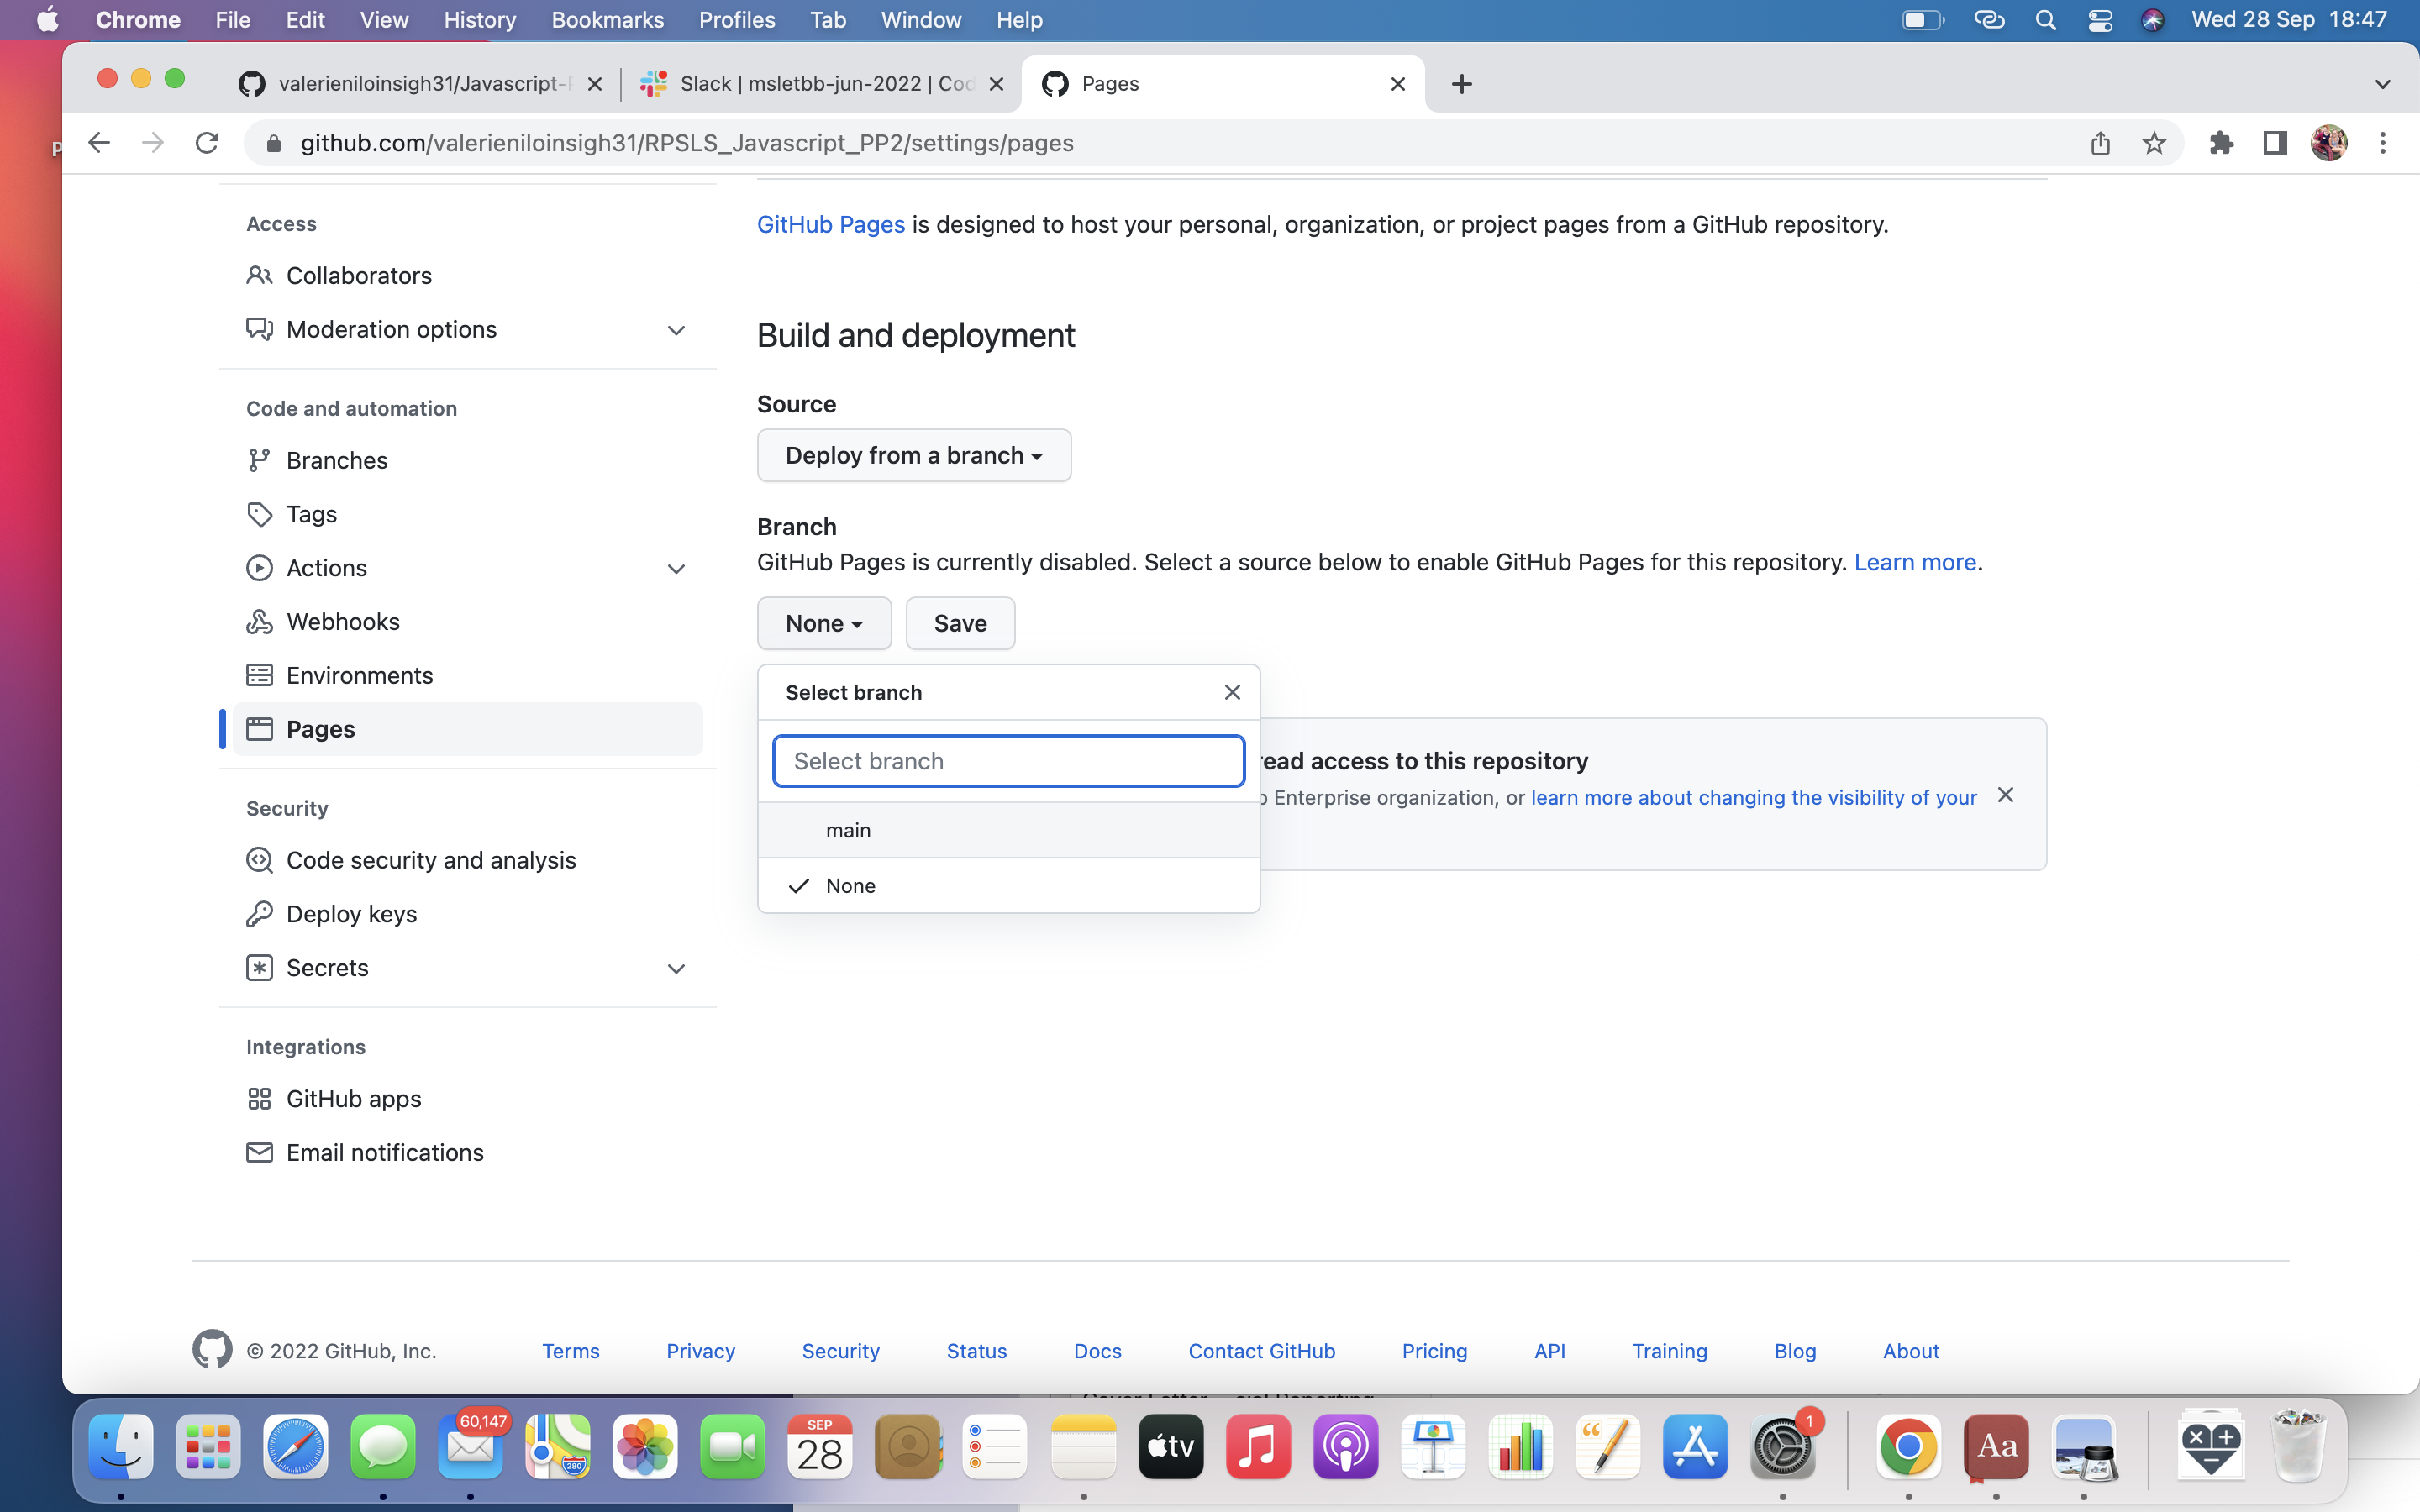 Chrome File Edit View History Bookmarks Profiles Tab Window Help Wed 28 Sep 18:47
valerieniloinsigh31/Javascript- Slack | msletbb-jun-2022 | Cod Pages
github.com/valerieniloinsigh31/RPSLS_Javascript_PP2/settings/pages
Access
Collaborators
Moderation options
Code and automation
Branches
Tags
Actions
Webhooks
Environments
Pages
Security
Code security and analysis
Deploy keys
Secrets
Integrations
GitHub apps
Email notifications
GitHub Pages is designed to host your personal, organization, or project pages from a GitHub repository.
Build and deployment
Source
Deploy from a branch
Branch
GitHub Pages is currently disabled. Select a source below to enable GitHub Pages for this repository. Learn more.
None Save
Select branch
Select branch
main
None
read access to this repository
Enterprise organization, or learn more about changing the visibility of your
© 2022 GitHub, Inc. Terms Privacy Security Status Docs Contact GitHub Pricing API Training Blog About
60,147
280
SEP
28
tv
1
Aa